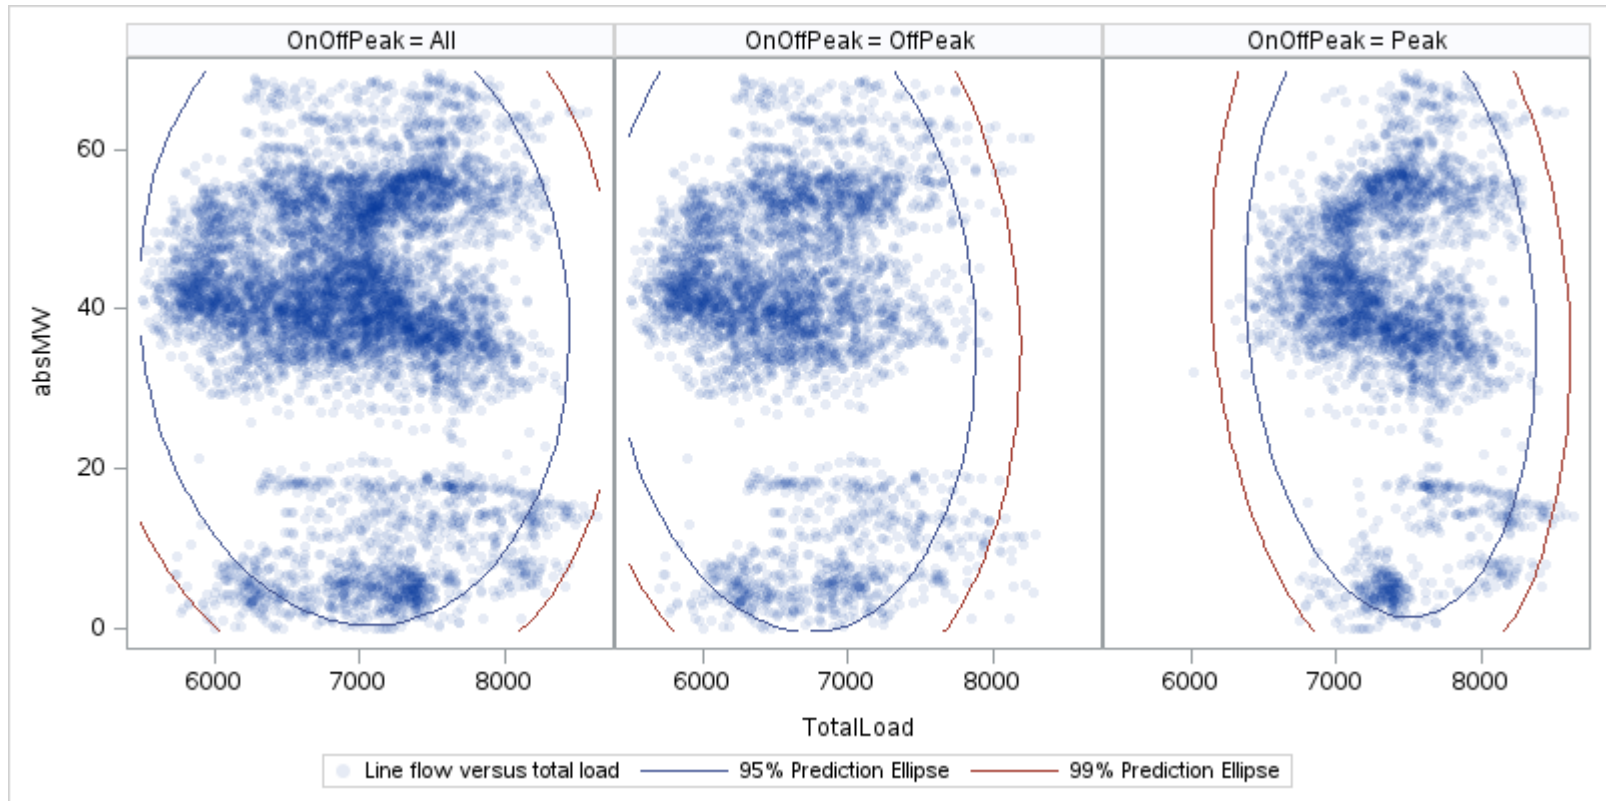 OnOffPeak = All
OnOffPeak = OffPeak
OnOffPeak = Peak
60
40
20
0
absMW
6000 7000 8000
6000 7000 8000
6000 7000 8000
TotalLoad
Line flow versus total load 95% Prediction Ellipse 99% Prediction Ellipse